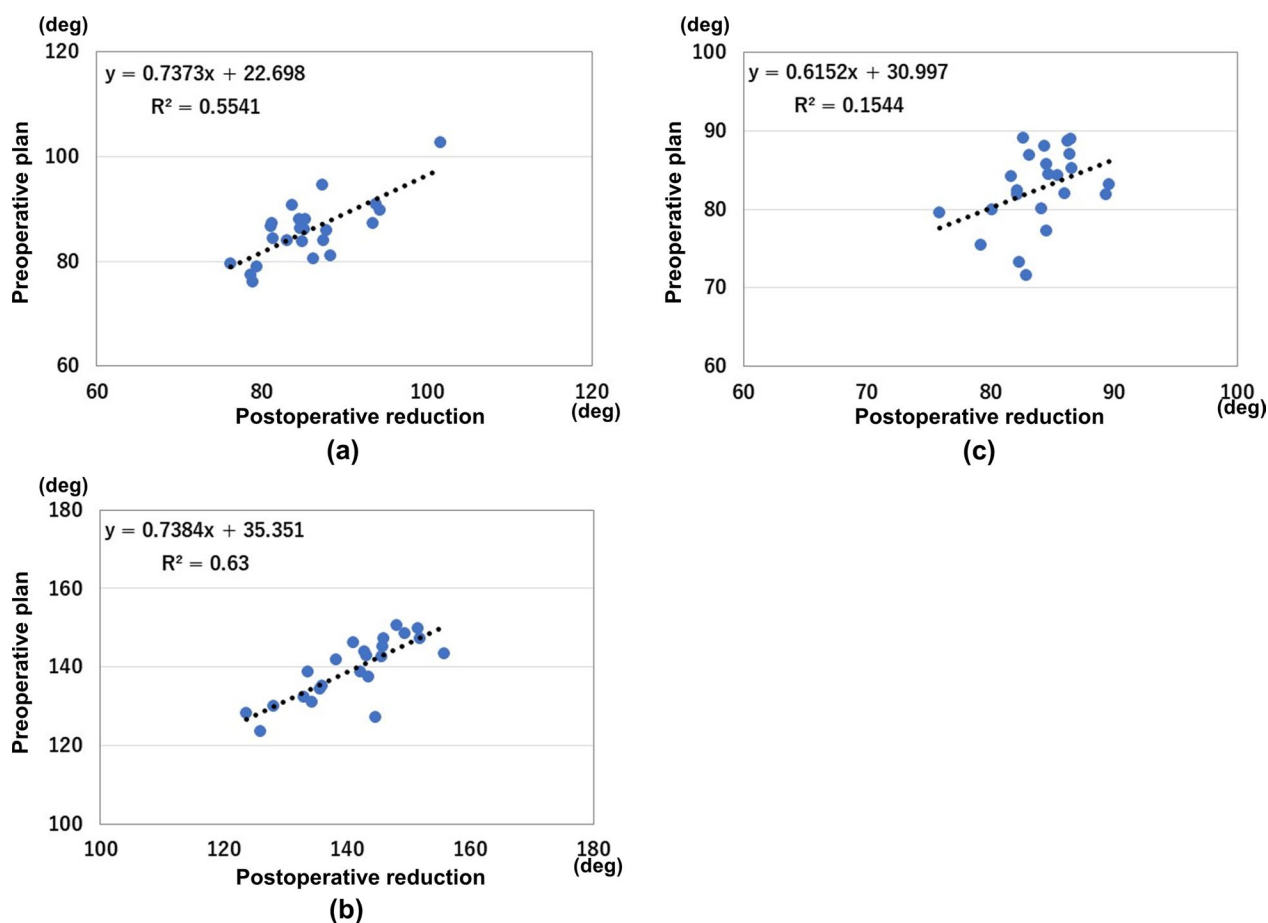 (deg)
120
100
80
60
60 80 100 120
y = 0.7373x + 22.698
R² = 0.5541
Preoperative plan
Postoperative reduction
(deg)
(a)
(deg)
100
90
80
70
60
60 70 80 90 100
y = 0.6152x + 30.997
R² = 0.1544
Preoperative plan
Postoperative reduction
(deg)
(c)
(deg)
180
160
140
120
100
100 120 140 160 180
y = 0.7384x + 35.351
R² = 0.63
Preoperative plan
Postoperative reduction
(deg)
(b)